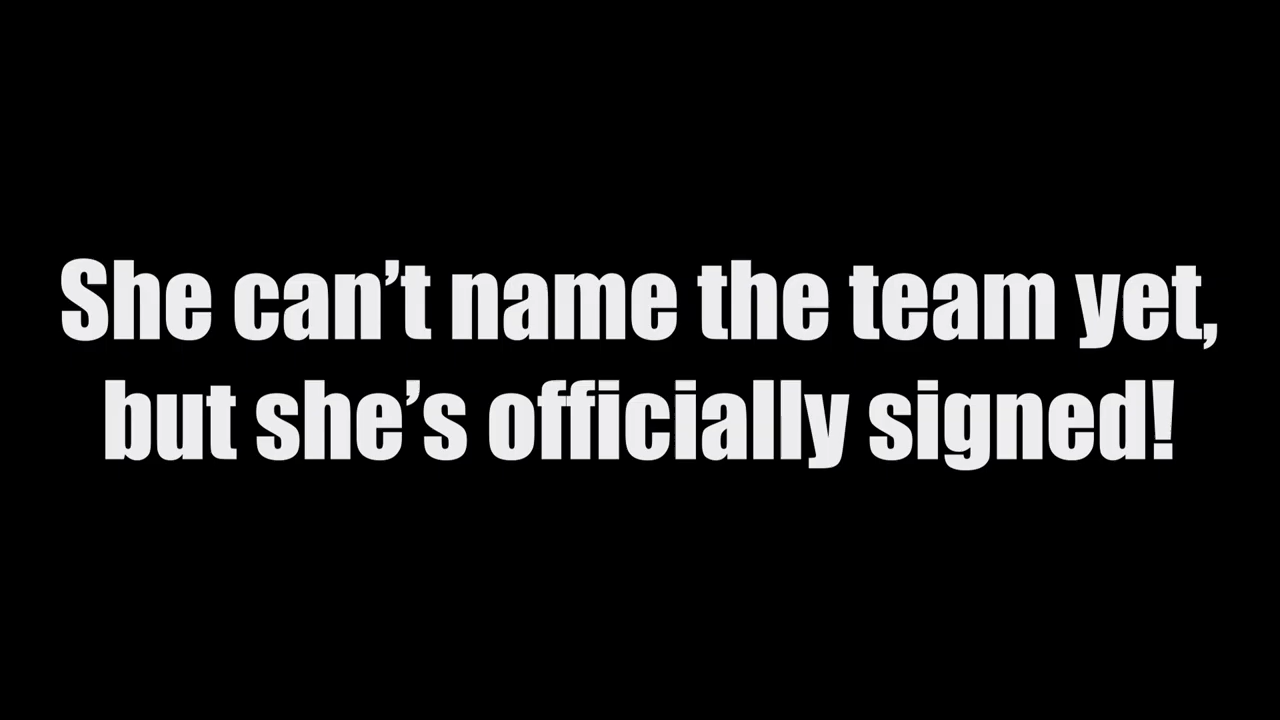 She can’t name the team yet,
but she’s officially signed!